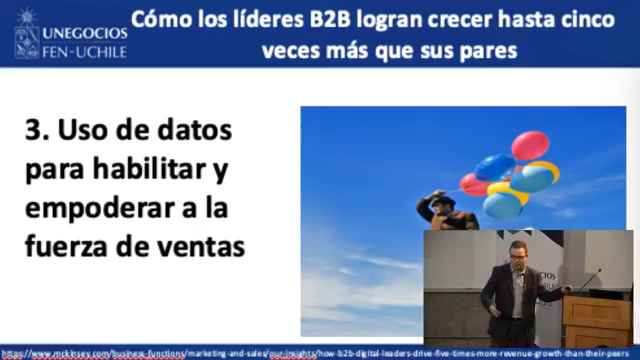 Cómo los líderes B2B logran crecer hasta cinco
veces más que sus pares
UNEGOCIOS
FEN-UCHILE
3. Uso de datos
para habilitar y
empoderar a la
fuerza de ventas
NEGOCIOS
https://www.mckinsey.com/business-functions/marketing-and-sales/our-insights/how-b2b-digital-leaders-drive-five-times-more-revenue-growth-than-their-peers